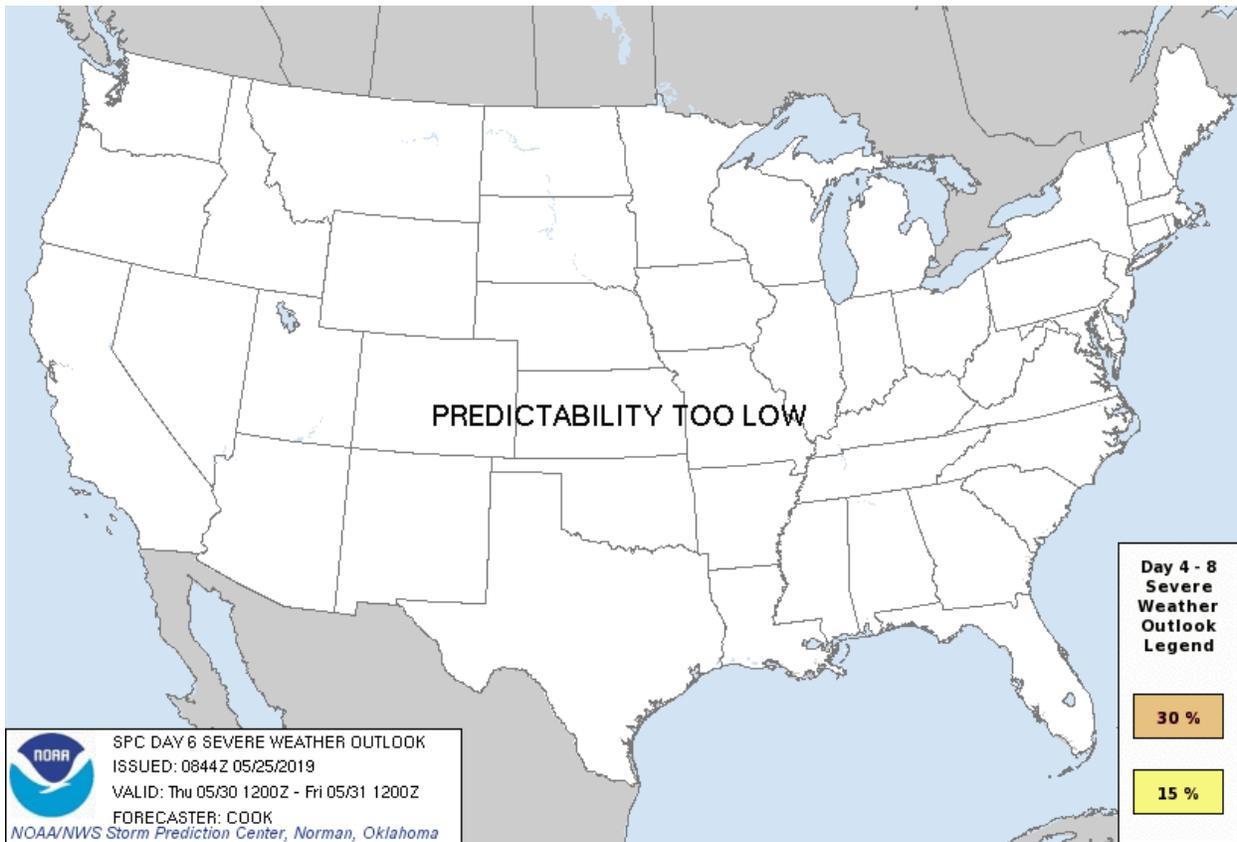 PREDICTABILITY TOO LOW
Day 4 - 8
Severe
Weather
Outlook
Legend
30 %
15 %
NOAA
SPC DAY 6 SEVERE WEATHER OUTLOOK
ISSUED: 0844Z 05/25/2019
VALID: Thu 05/30 1200Z - Fri 05/31 1200Z
FORECASTER: COOK
NOAA/NWS Storm Prediction Center, Norman, Oklahoma